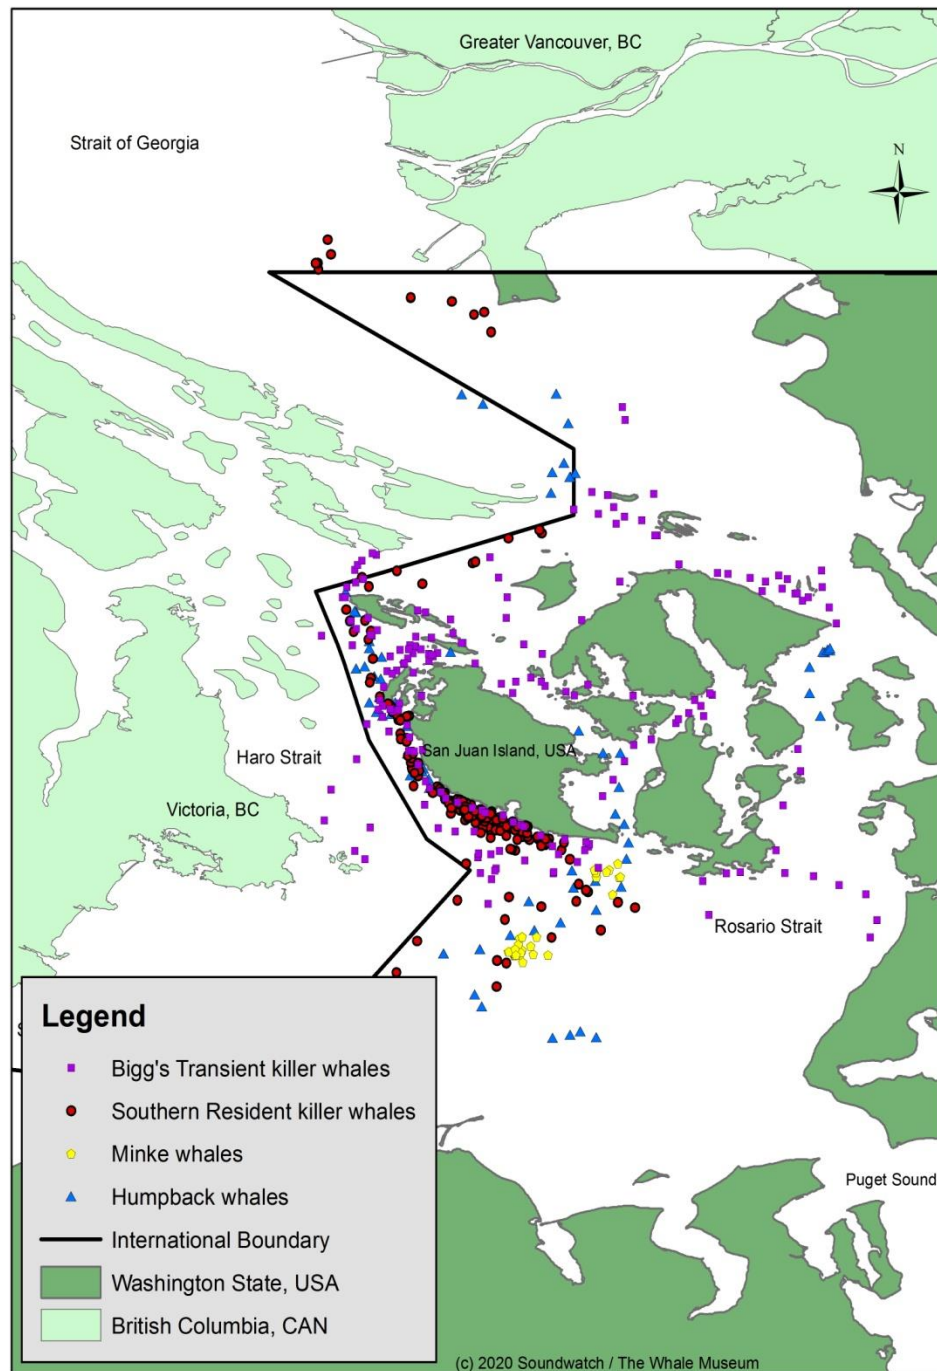 Greater Vancouver, BC
Strait of Georgia
N
San Juan Island, USA
Haro Strait
Victoria, BC
Rosario Strait
Legend
Bigg's Transient killer whales
Southern Resident killer whales
Minke whales
Humpback whales
International Boundary
Washington State, USA
British Columbia, CAN
Puget Sound
(c) 2020 Soundwatch / The Whale Museum